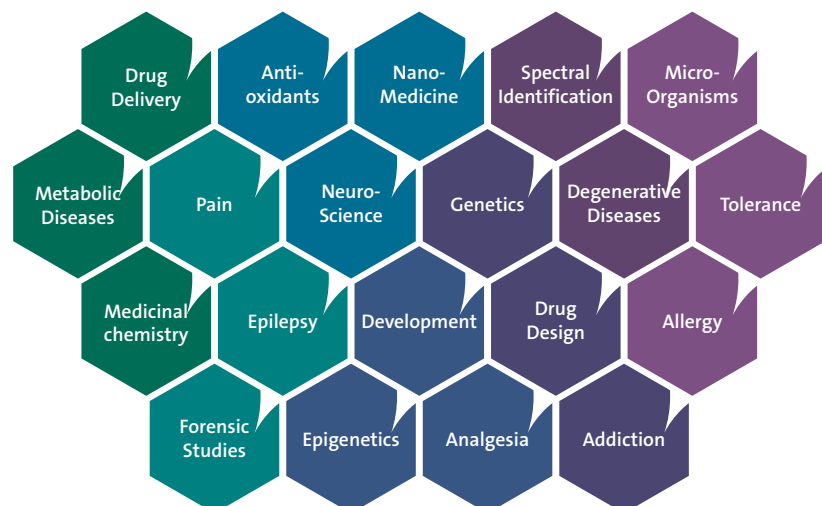 Drug
Delivery
Anti-
oxidants
Nano-
Medicine
Spectral
Identification
Micro-
Organisms
Metabolic
Diseases
Pain
Neuro-
Science
Genetics
Degenerative
Diseases
Tolerance
Medicinal
chemistry
Epilepsy
Development
Drug
Design
Allergy
Forensic
Studies
Epigenetics
Analgesia
Addiction